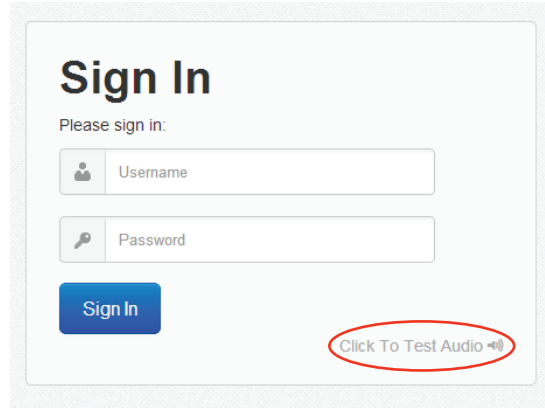 Sign In
Please sign in:
Username
Password
Sign In
Click To Test Audio